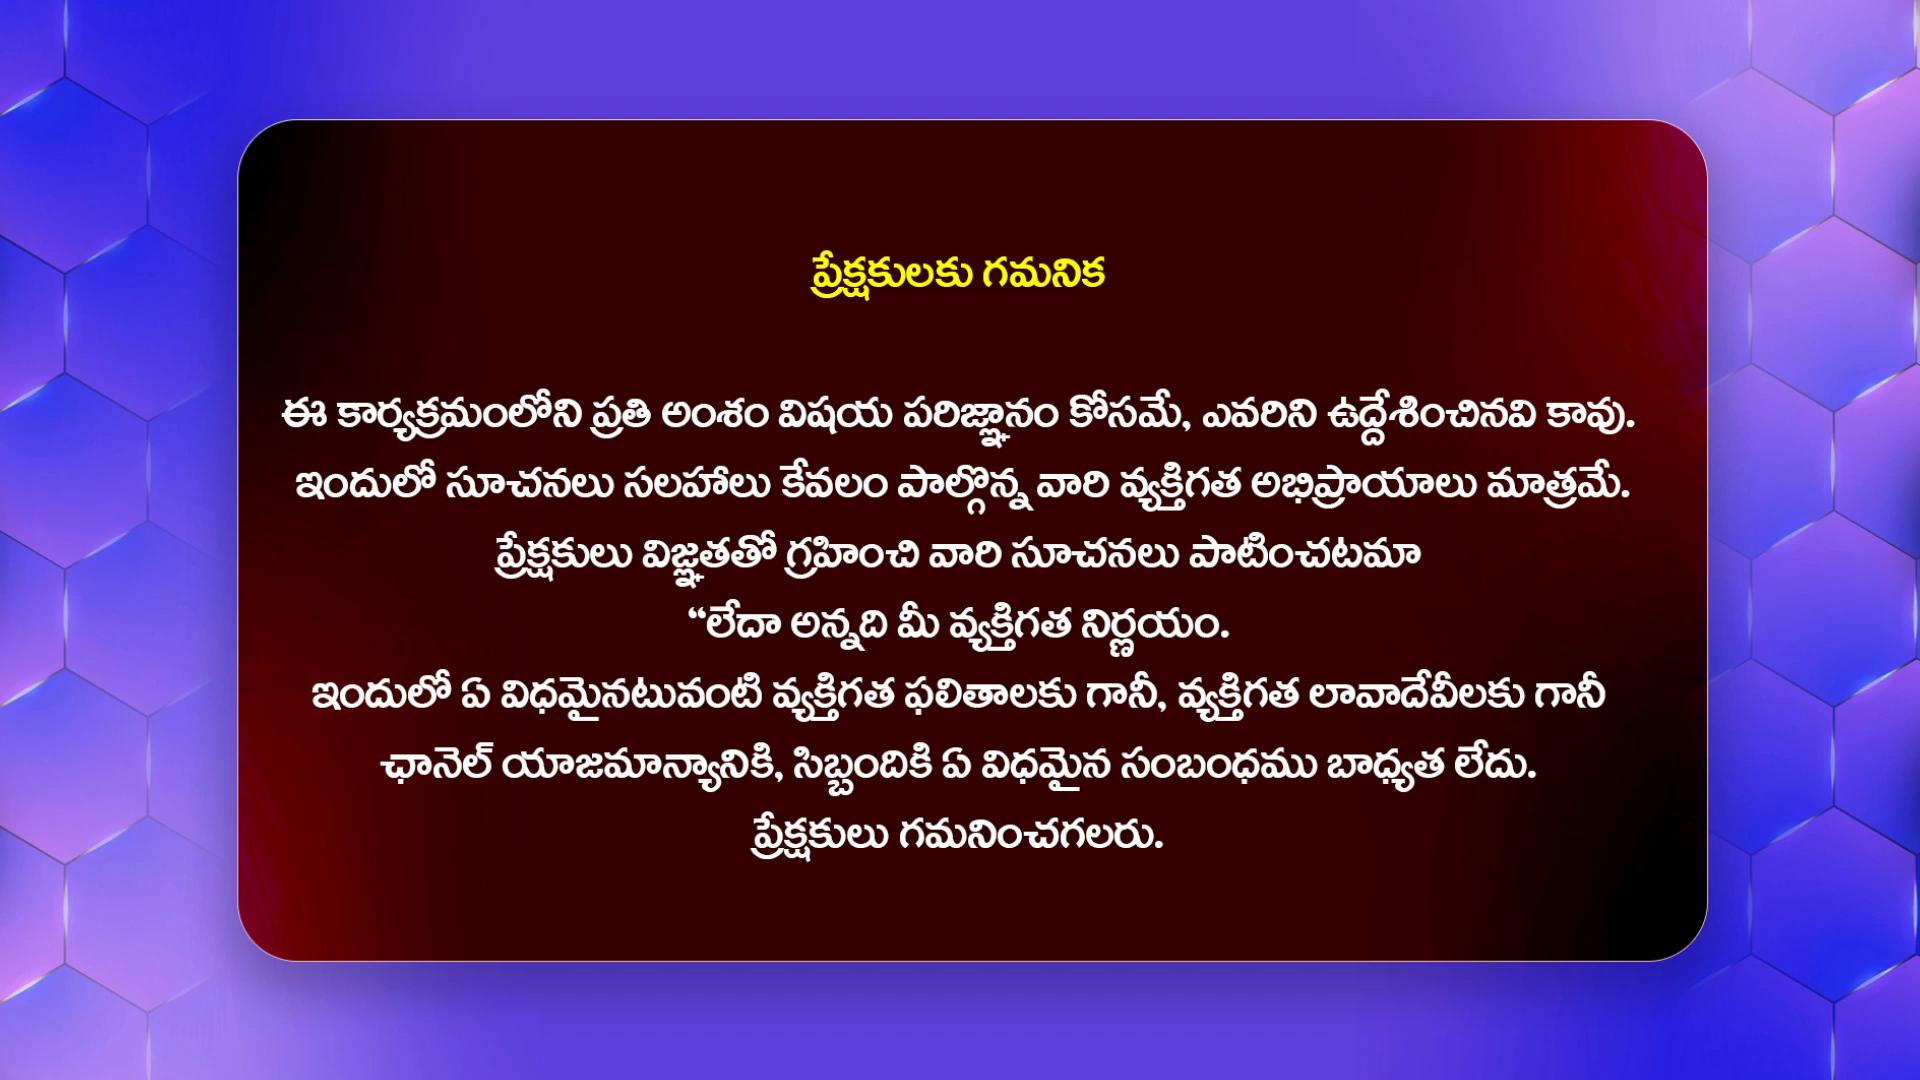 ప్రేక్షకులకు గమనిక
ఈ కార్యక్రమంలోని ప్రతి అంశం విషయ పరిజ్ఞానం కోసమే, ఎవరిని ఉద్దేశించినవి కావు.
ఇందులో సూచనలు సలహాలు కేవలం పాల్గొన్న వారి వ్యక్తిగత అభిప్రాయాలు మాత్రమే.
ప్రేక్షకులు విజ్ఞతతో గ్రహించి వారి సూచనలు పాటించటమా
“లేదా అన్నది మీ వ్యక్తిగత నిర్ణయం.
ఇందులో ఏ విధమైనటువంటి వ్యక్తిగత ఫలితాలకు గానీ, వ్యక్తిగత లావాదేవీలకు గానీ
ఛానెల్ యాజమాన్యానికి, సిబ్బందికి ఏ విధమైన సంబంధము బాధ్యత లేదు.
ప్రేక్షకులు గమనించగలరు.